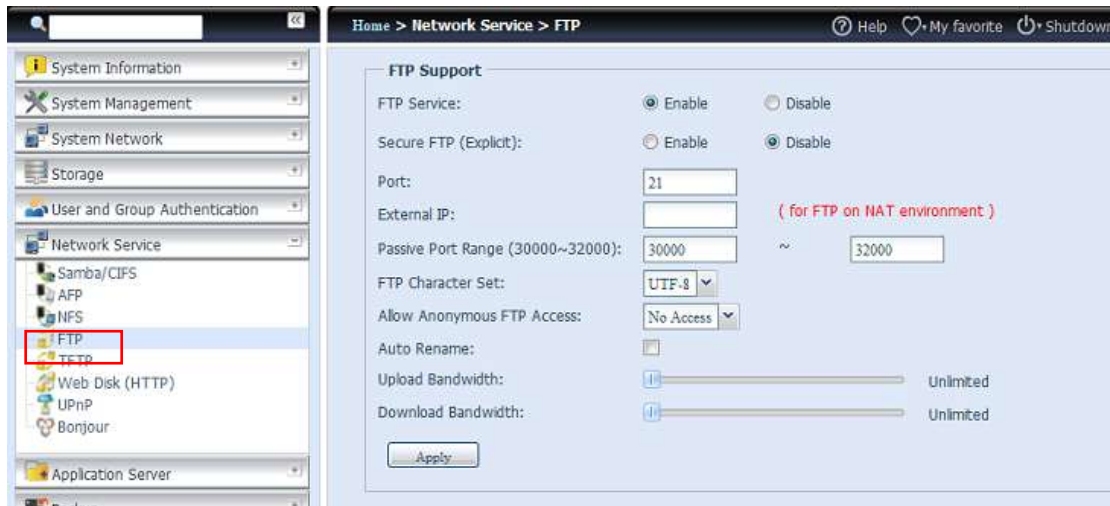 Home > Network Service > FTP
Help My favorite Shutdown
System Information
System Management
System Network
Storage
User and Group Authentication
Network Service
Samba/CIFS
AFP
NFS
FTP
TFTP
Web Disk (HTTP)
UPnP
Bonjour
Application Server
FTP Support
FTP Service: Enable Disable
Secure FTP (Explicit): Enable Disable
Port: 21
External IP: ( for FTP on NAT environment )
Passive Port Range (30000~32000): 30000 ~ 32000
FTP Character Set: UTF-8
Allow Anonymous FTP Access: No Access
Auto Rename:
Upload Bandwidth: Unlimited
Download Bandwidth: Unlimited
Apply